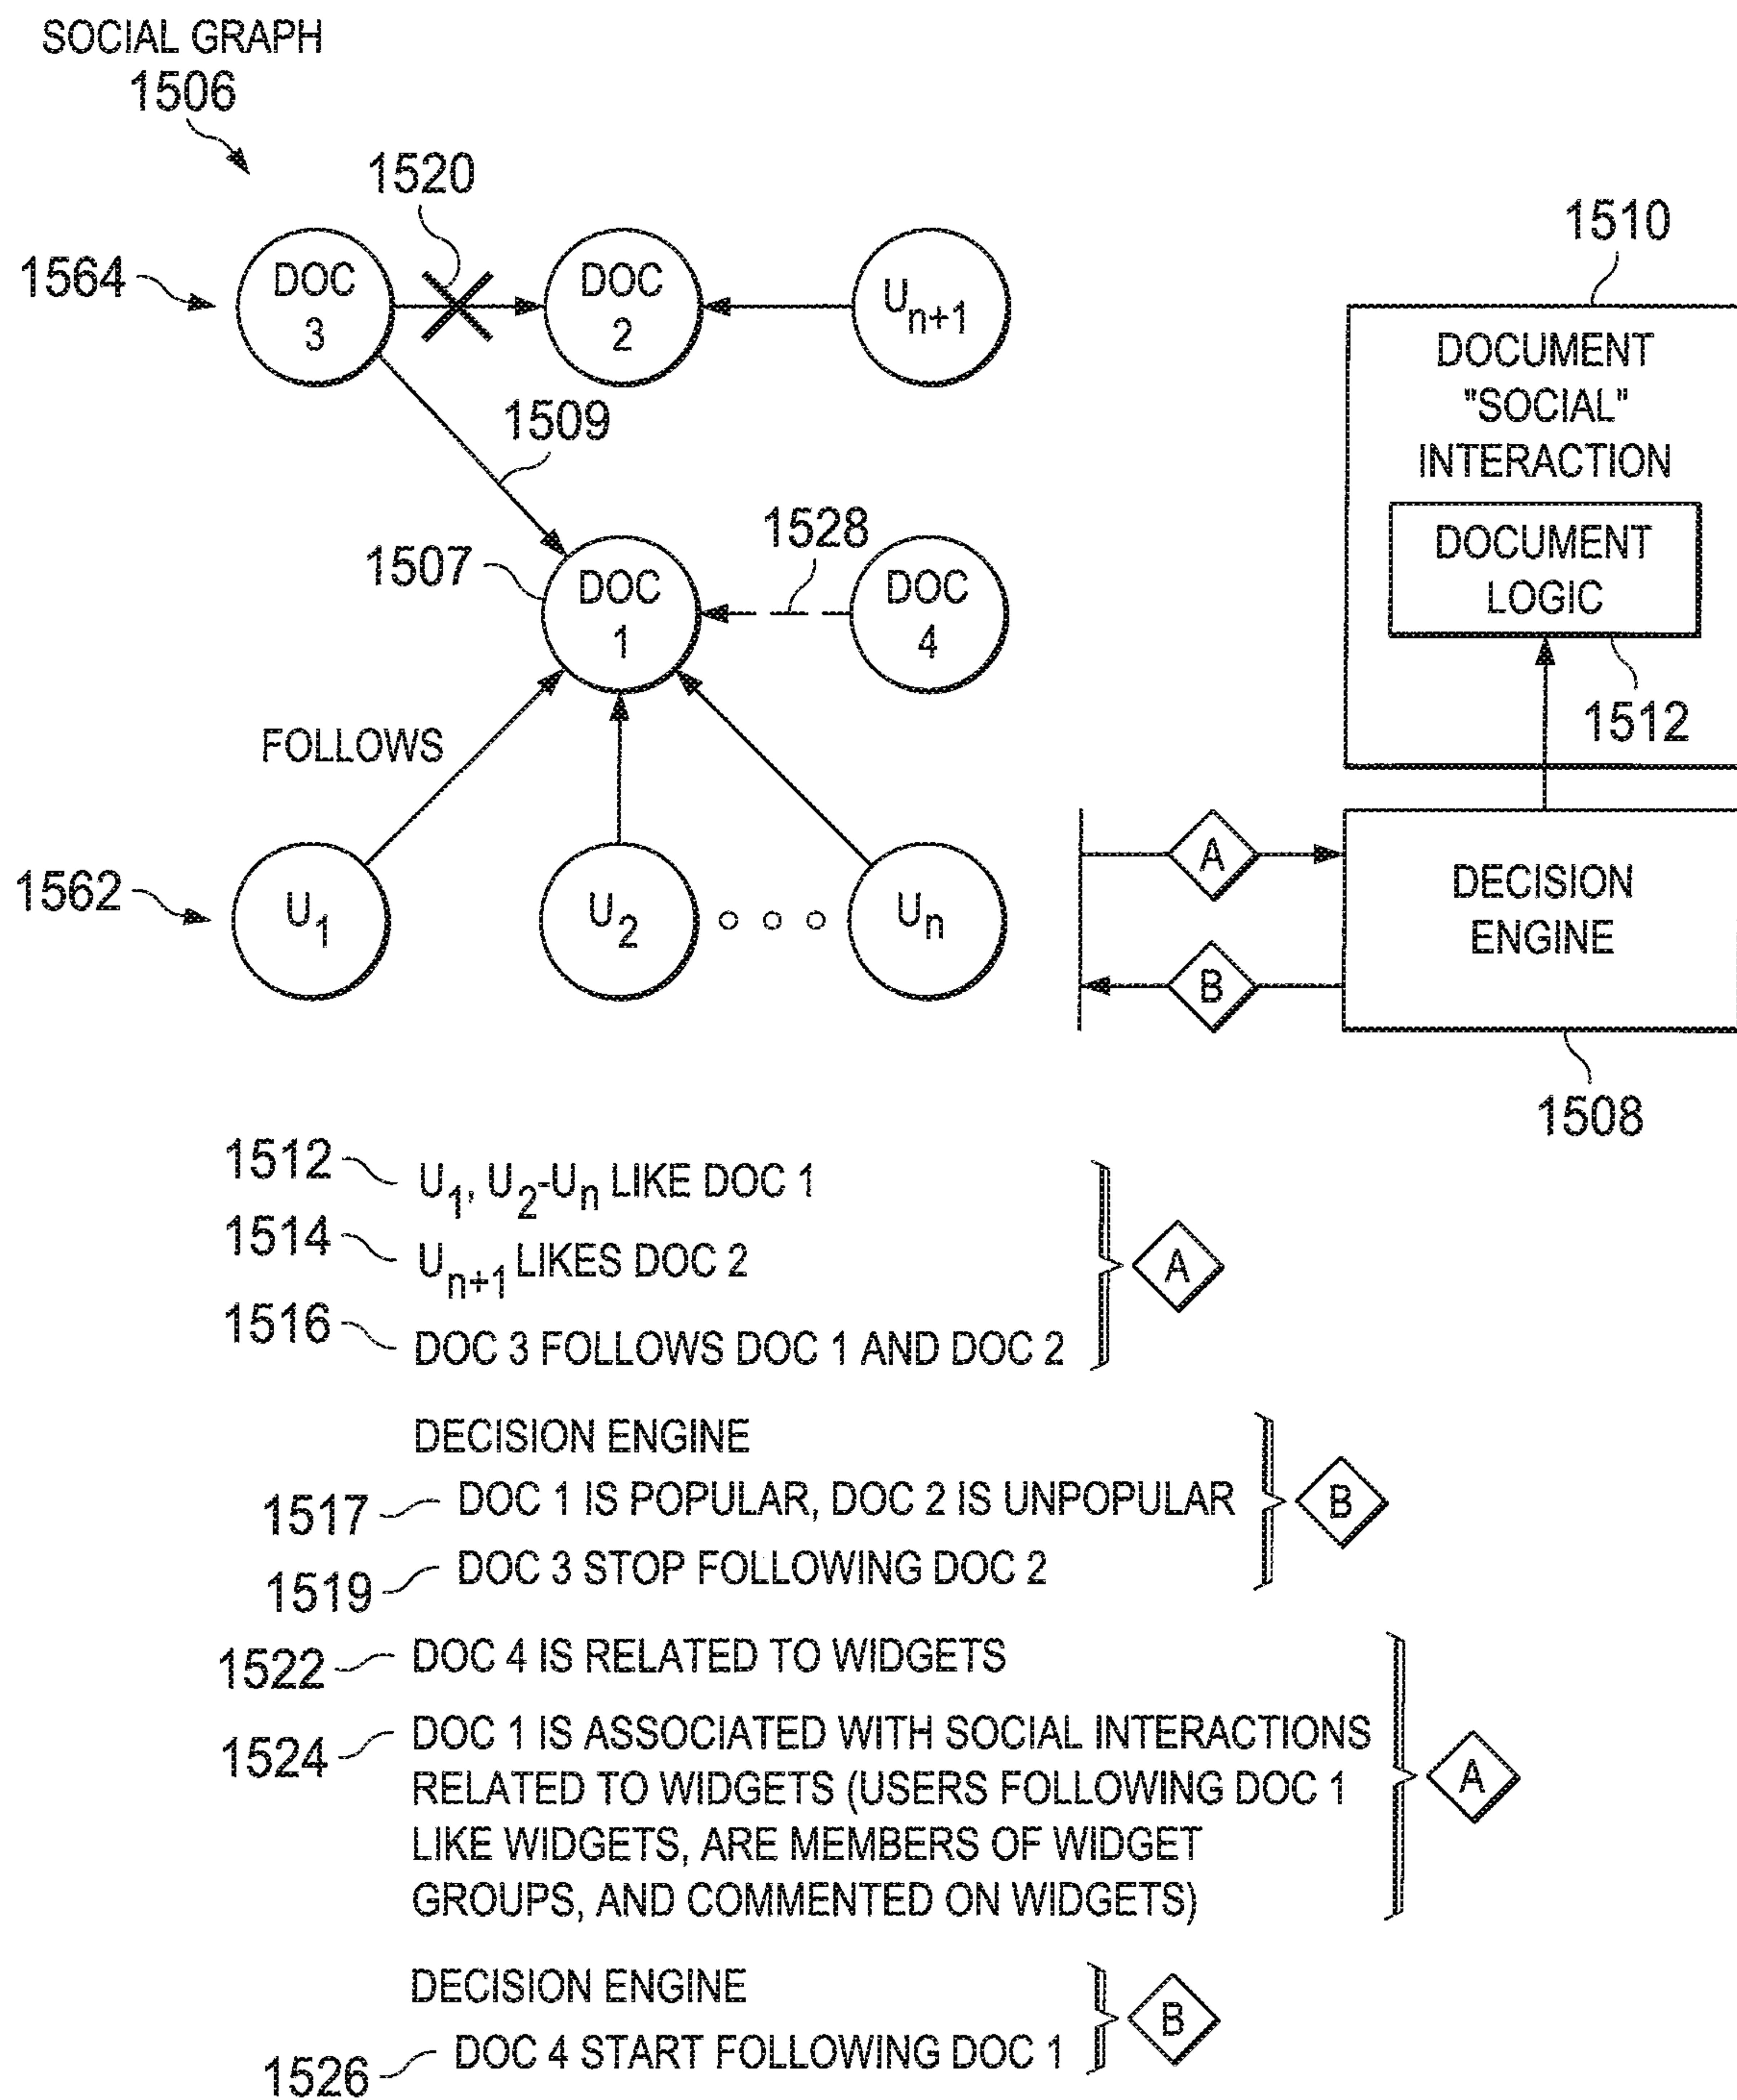 SOCIAL GRAPH
1506
1520
1564
DOC
3
DOC
2
Un+1
1510
DOCUMENT
"SOCIAL"
INTERACTION
DOCUMENT
LOGIC
1512
1509
1528
1507
DOC
1
DOC
4
FOLLOWS
1562
U1
U2
Un
A
B
DECISION
ENGINE
1508
1512 U1, U2-Un LIKE DOC 1
1514 Un+1 LIKES DOC 2
1516 DOC 3 FOLLOWS DOC 1 AND DOC 2
A
DECISION ENGINE
1517 DOC 1 IS POPULAR, DOC 2 IS UNPOPULAR
1519 DOC 3 STOP FOLLOWING DOC 2
B
1522 DOC 4 IS RELATED TO WIDGETS
1524 DOC 1 IS ASSOCIATED WITH SOCIAL INTERACTIONS
RELATED TO WIDGETS (USERS FOLLOWING DOC 1
LIKE WIDGETS, ARE MEMBERS OF WIDGET
GROUPS, AND COMMENTED ON WIDGETS)
A
DECISION ENGINE
1526 DOC 4 START FOLLOWING DOC 1
B